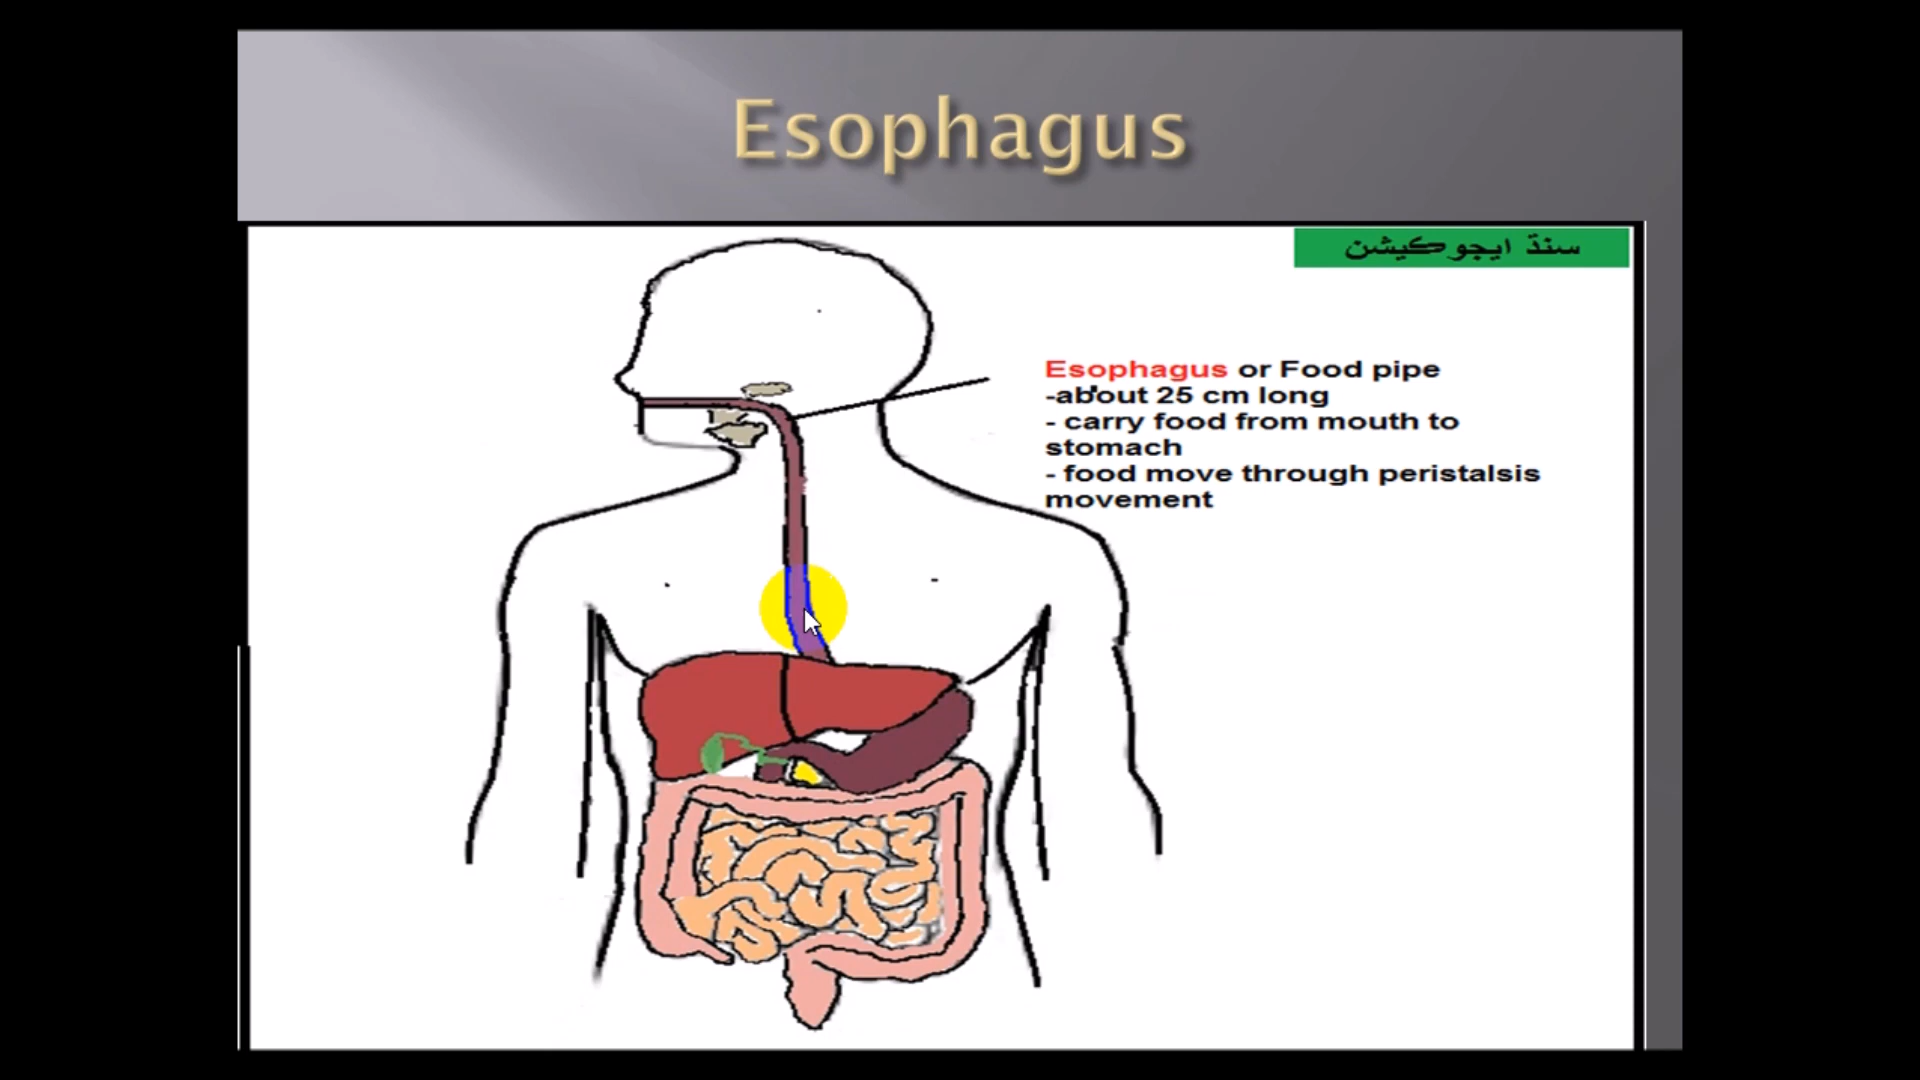 Esophagus
سنڌ ايجوڪيشن
Esophagus or Food pipe
-about 25 cm long
- carry food from mouth to
stomach
- food move through peristalsis
movement